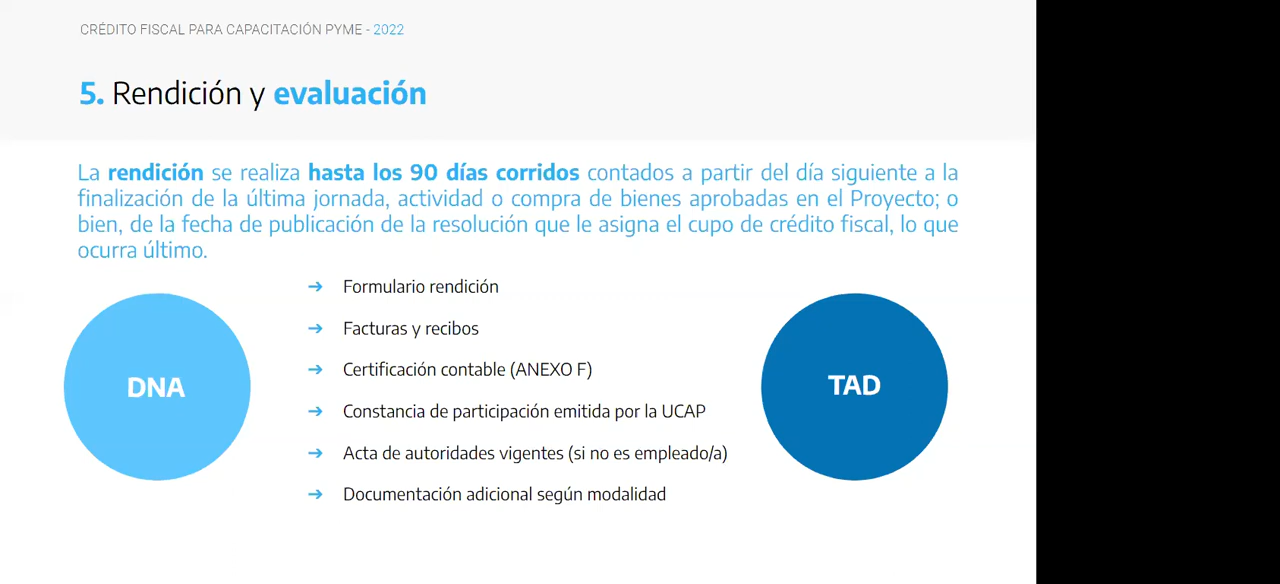 CRÉDITO FISCAL PARA CAPACITACIÓN PYME - 2022
5. Rendición y evaluación
La rendición se realiza hasta los 90 días corridos contados a partir del día siguiente a la
finalización de la última jornada, actividad o compra de bienes aprobadas en el Proyecto; o
bien, de la fecha de publicación de la resolución que le asigna el cupo de crédito fiscal, lo que
ocurra último.
DNA
→ Formulario rendición
→ Facturas y recibos
→ Certificación contable (ANEXO F)
→ Constancia de participación emitida por la UCAP
→ Acta de autoridades vigentes (si no es empleado/a)
→ Documentación adicional según modalidad
TAD